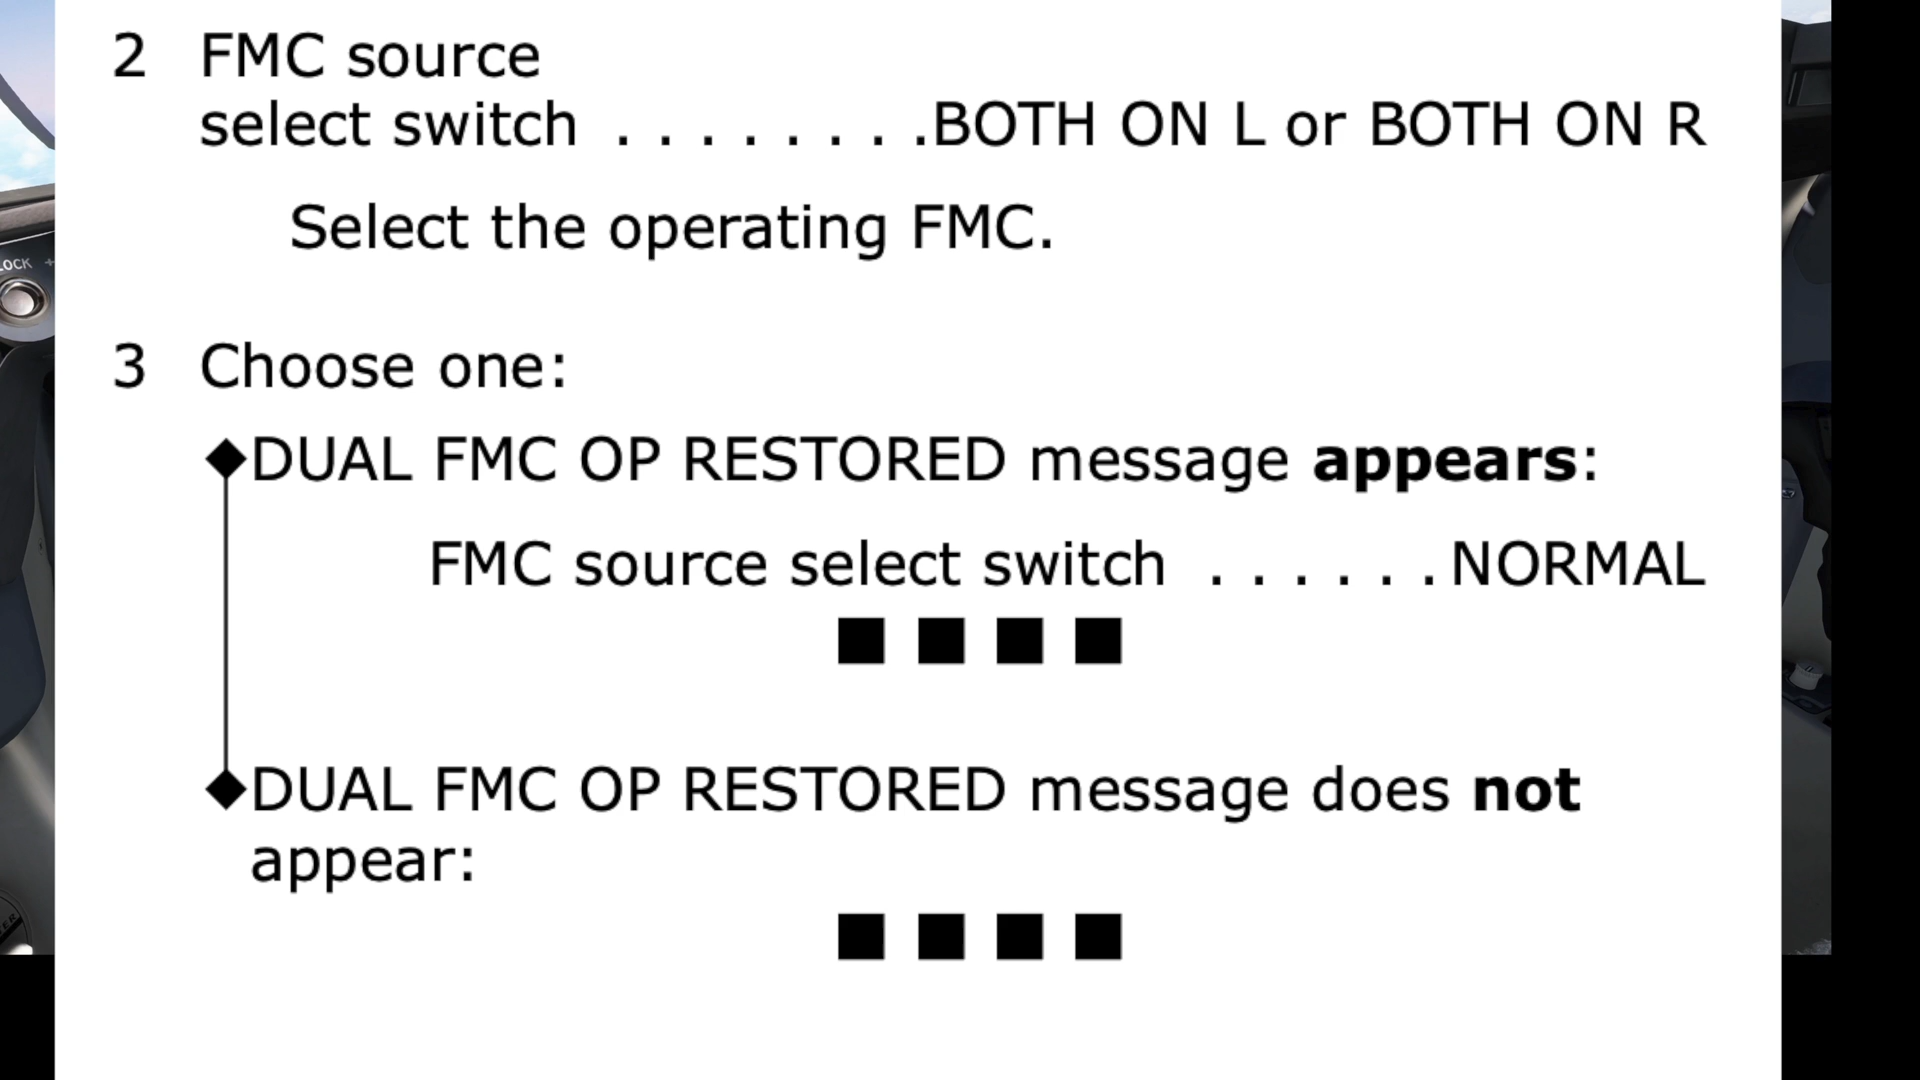 2 FMC source
select switch . . . . . . . .BOTH ON L or BOTH ON R
Select the operating FMC.
3 Choose one:
◆DUAL FMC OP RESTORED message appears:
FMC source select switch . . . . . .NORMAL
■ ■ ■ ■
◆DUAL FMC OP RESTORED message does not
appear:
■ ■ ■ ■